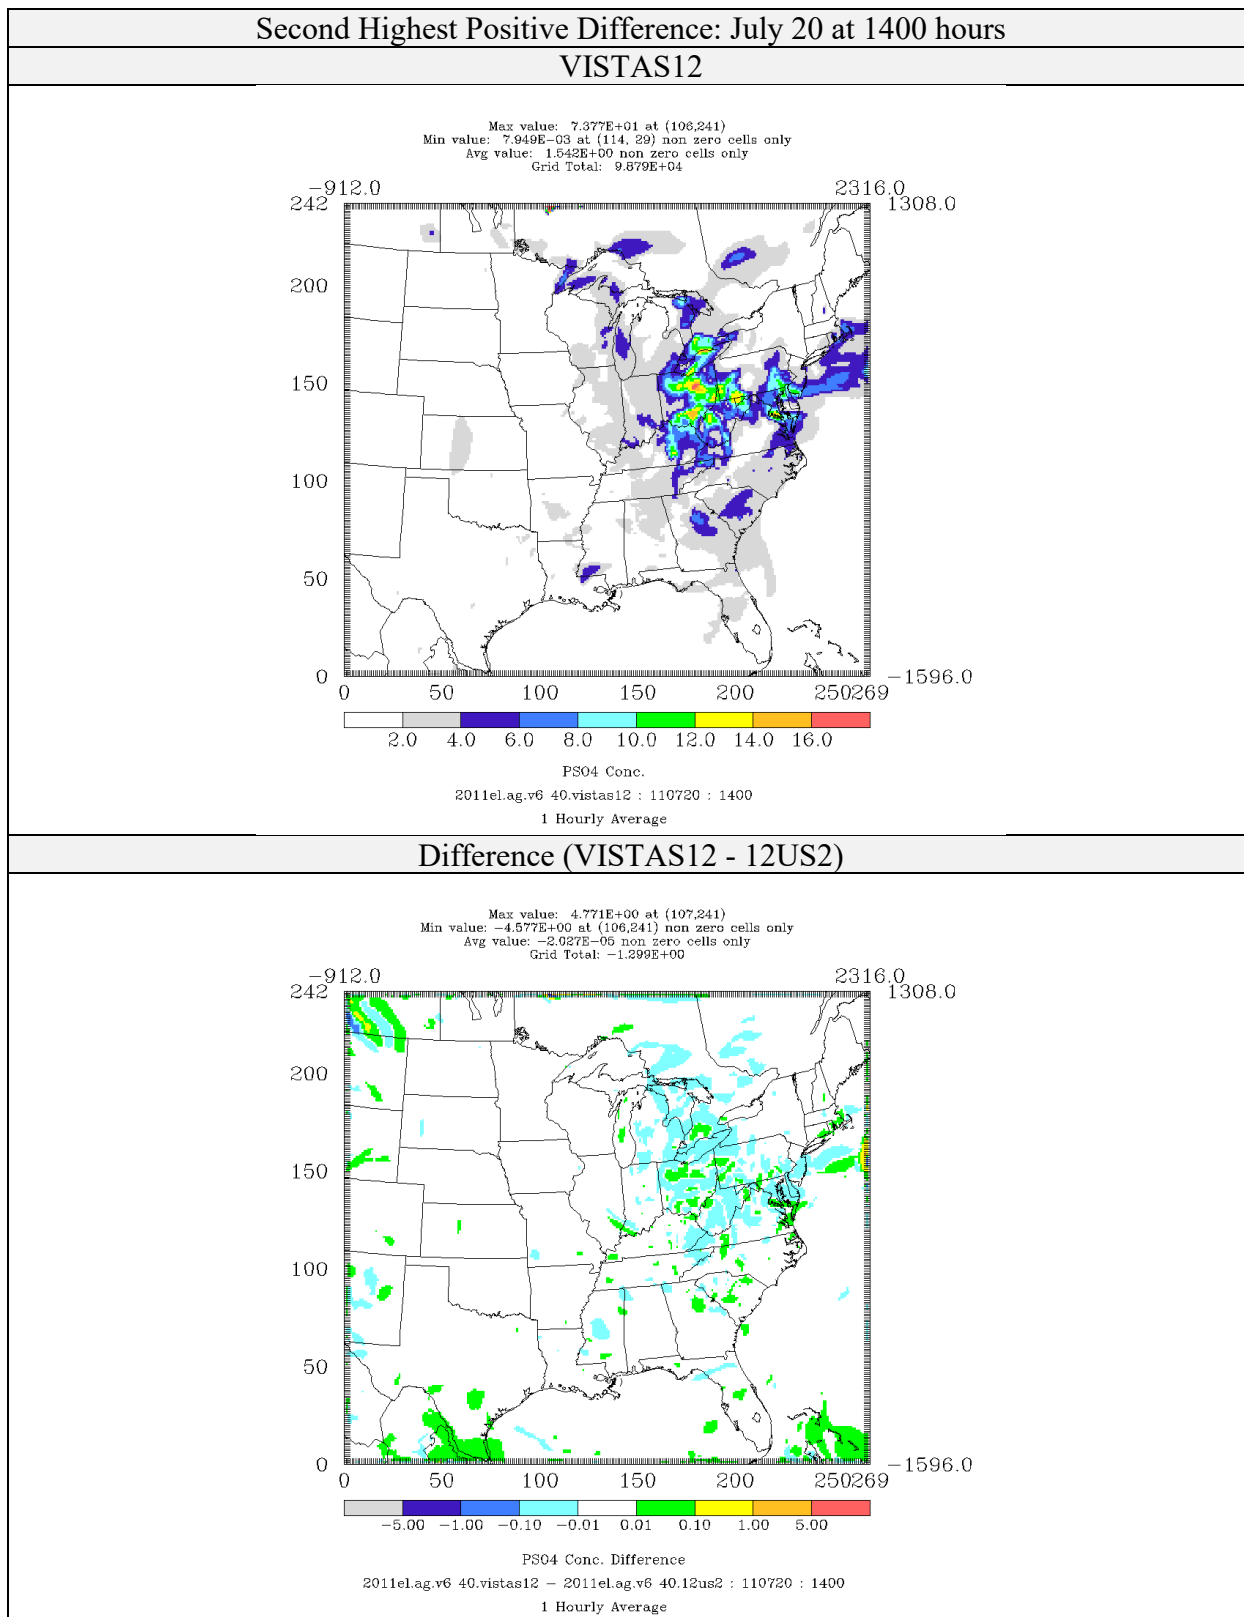 Second Highest Positive Difference: July 20 at 1400 hours
VISTAS12
Max value: 7.377E+01 at (106,241)
Min value: 7.949E-03 at (114, 29) non zero cells only
Avg value: 1.542E+00 non zero cells only
Grid Total: 9.879E+04
-912.0 2316.0
242 1308.0
200
150
100
50
0 -1596.0
0 50 100 150 200 250269
2.0 4.0 6.0 8.0 10.0 12.0 14.0 16.0
PSO4 Conc.
2011el.ag.v6 40.vistas12 : 110720 : 1400
1 Hourly Average
Difference (VISTAS12 - 12US2)
Max value: 4.771E+00 at (107,241)
Min value: -4.577E+00 at (106,241) non zero cells only
Avg value: -2.027E-05 non zero cells only
Grid Total: -1.299E+00
-912.0 2316.0
242 1308.0
200
150
100
50
0 -1596.0
0 50 100 150 200 250269
-5.00 -1.00 -0.10 -0.01 0.01 0.10 1.00 5.00
PSO4 Conc. Difference
2011el.ag.v6 40.vistas12 - 2011el.ag.v6 40.12us2 : 110720 : 1400
1 Hourly Average